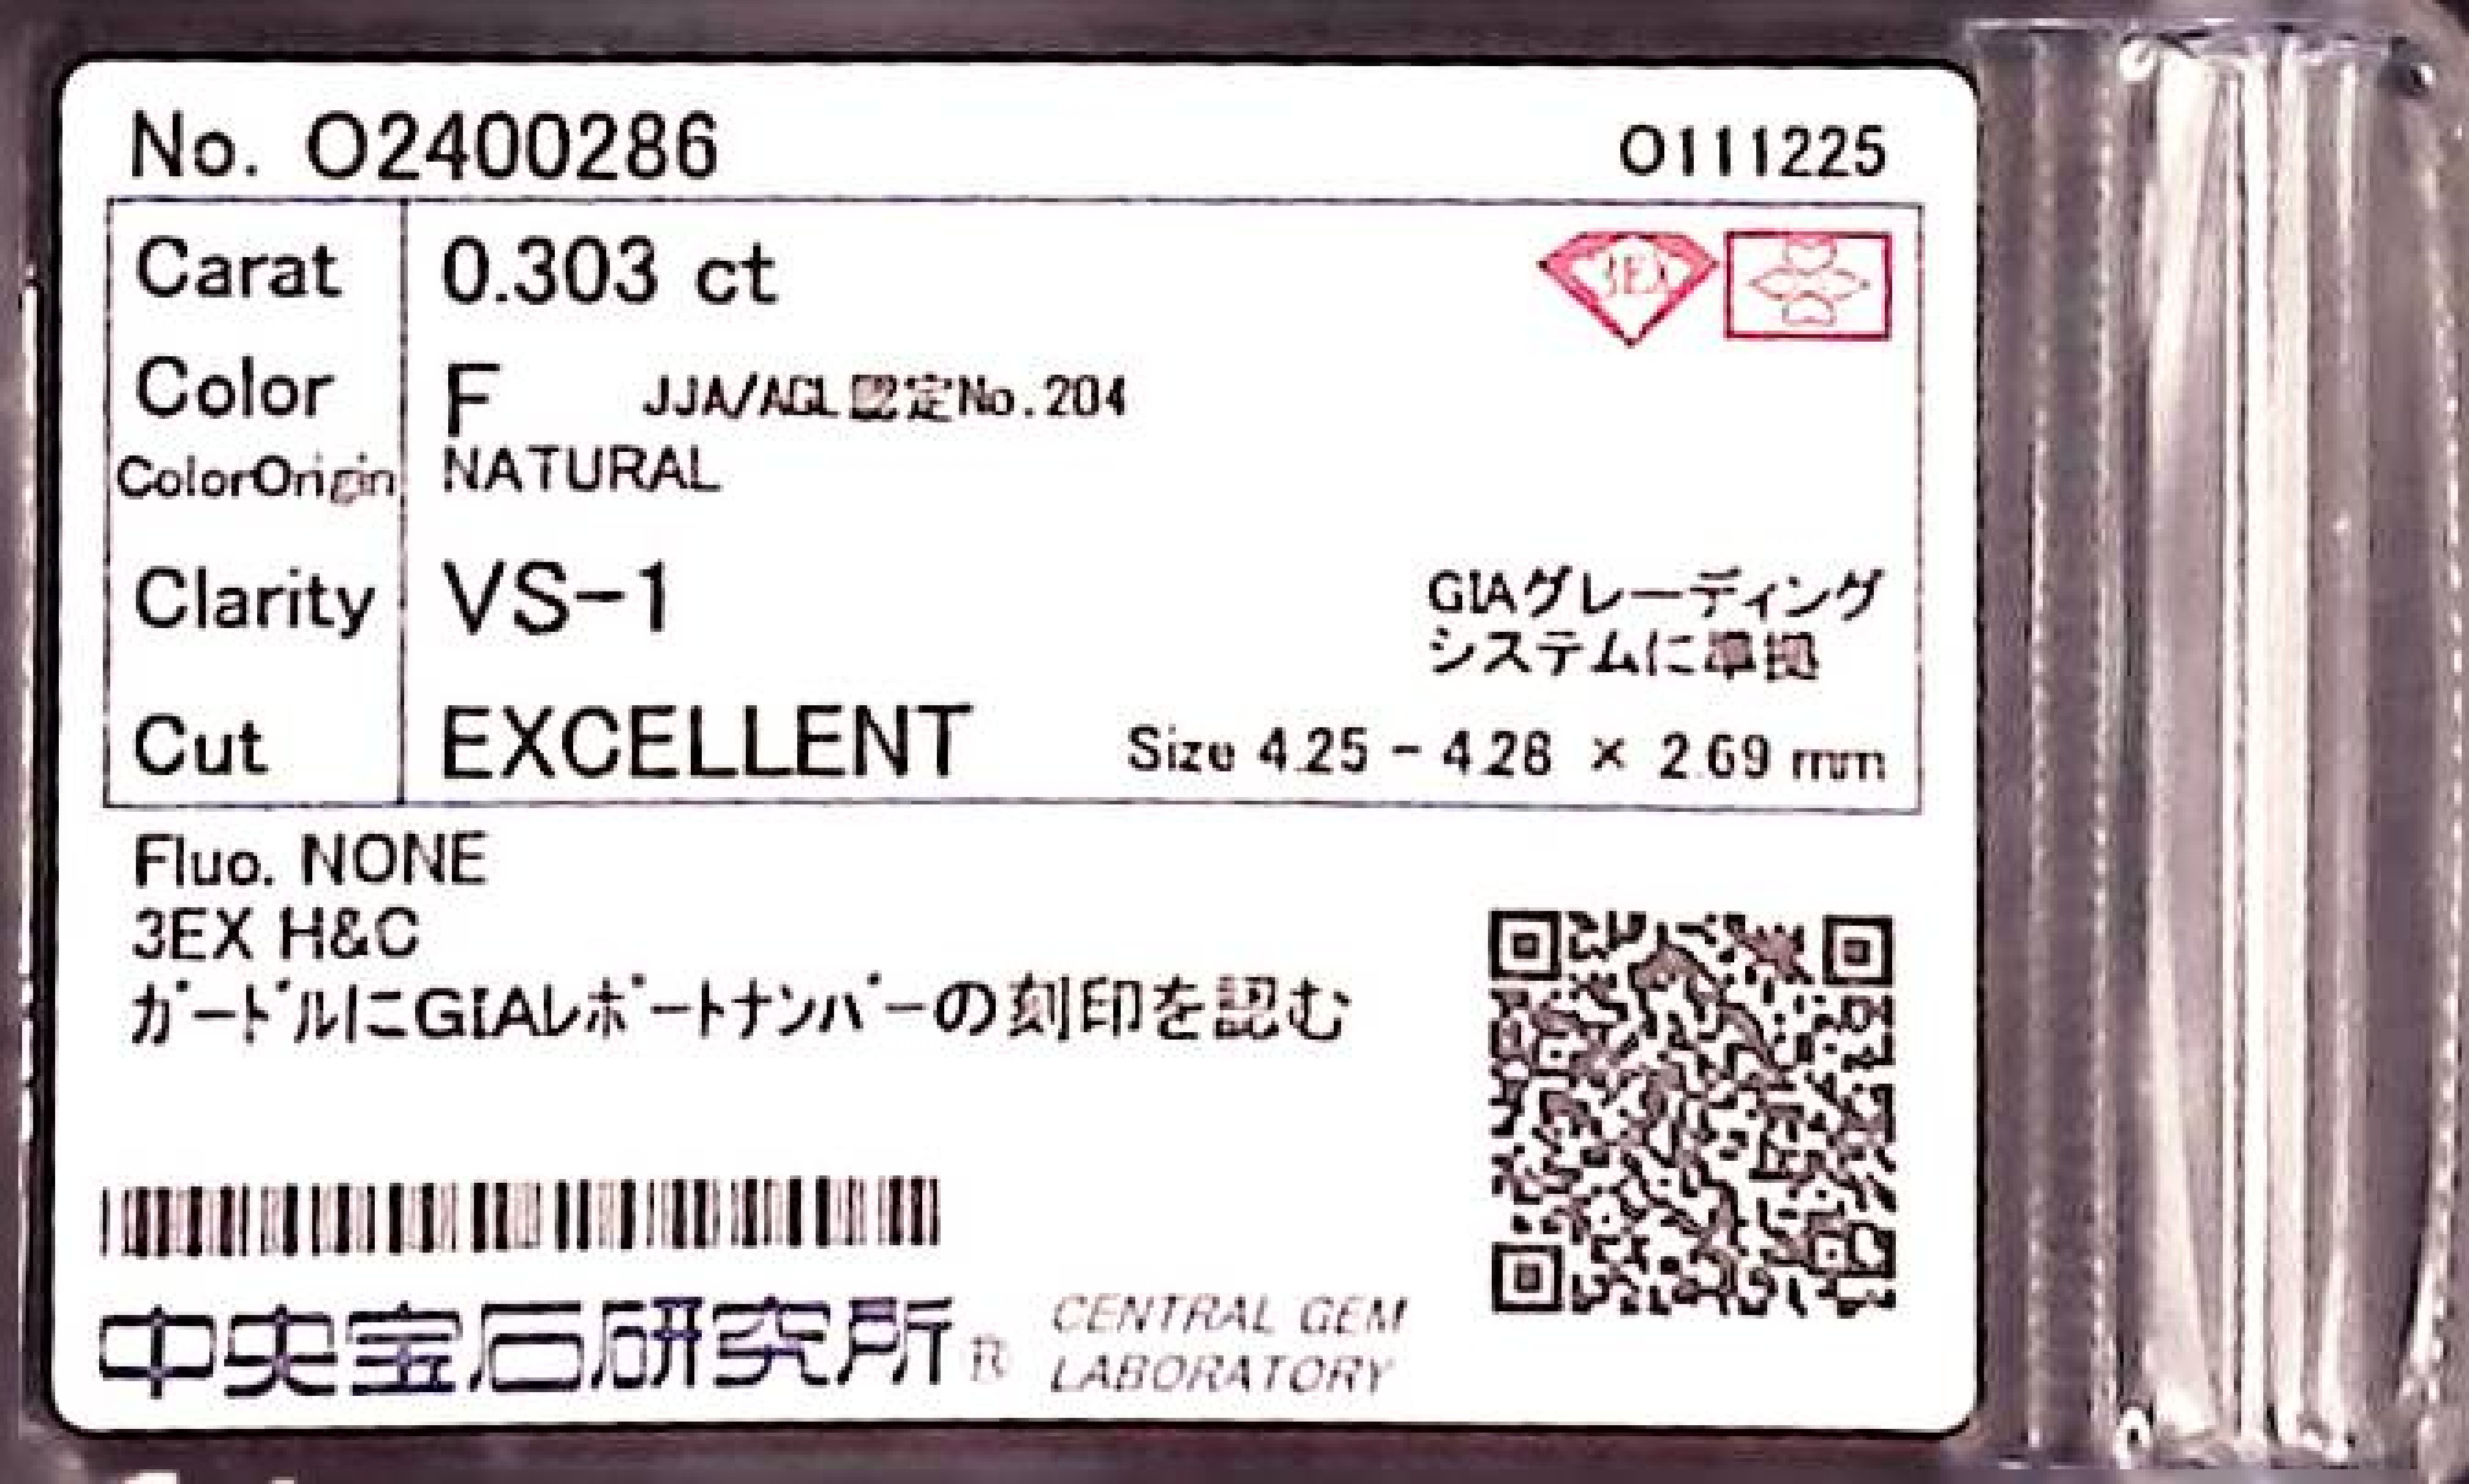 No. O2400286 O111225
Carat 0.303 ct
3EX
Color F JJA/AGL認定No.204
ColorOrigin NATURAL
Clarity VS-1
GIAグレーディング
システムに準拠
Cut EXCELLENT Size 4.25 - 4.28 × 2.69 mm
Fluo. NONE
3EX H&C
ｶﾞｰﾄﾞﾙにGIAﾚﾎﾟｰﾄﾅﾝﾊﾞｰの刻印を認む
中央宝石研究所® CENTRAL GEM
LABORATORY